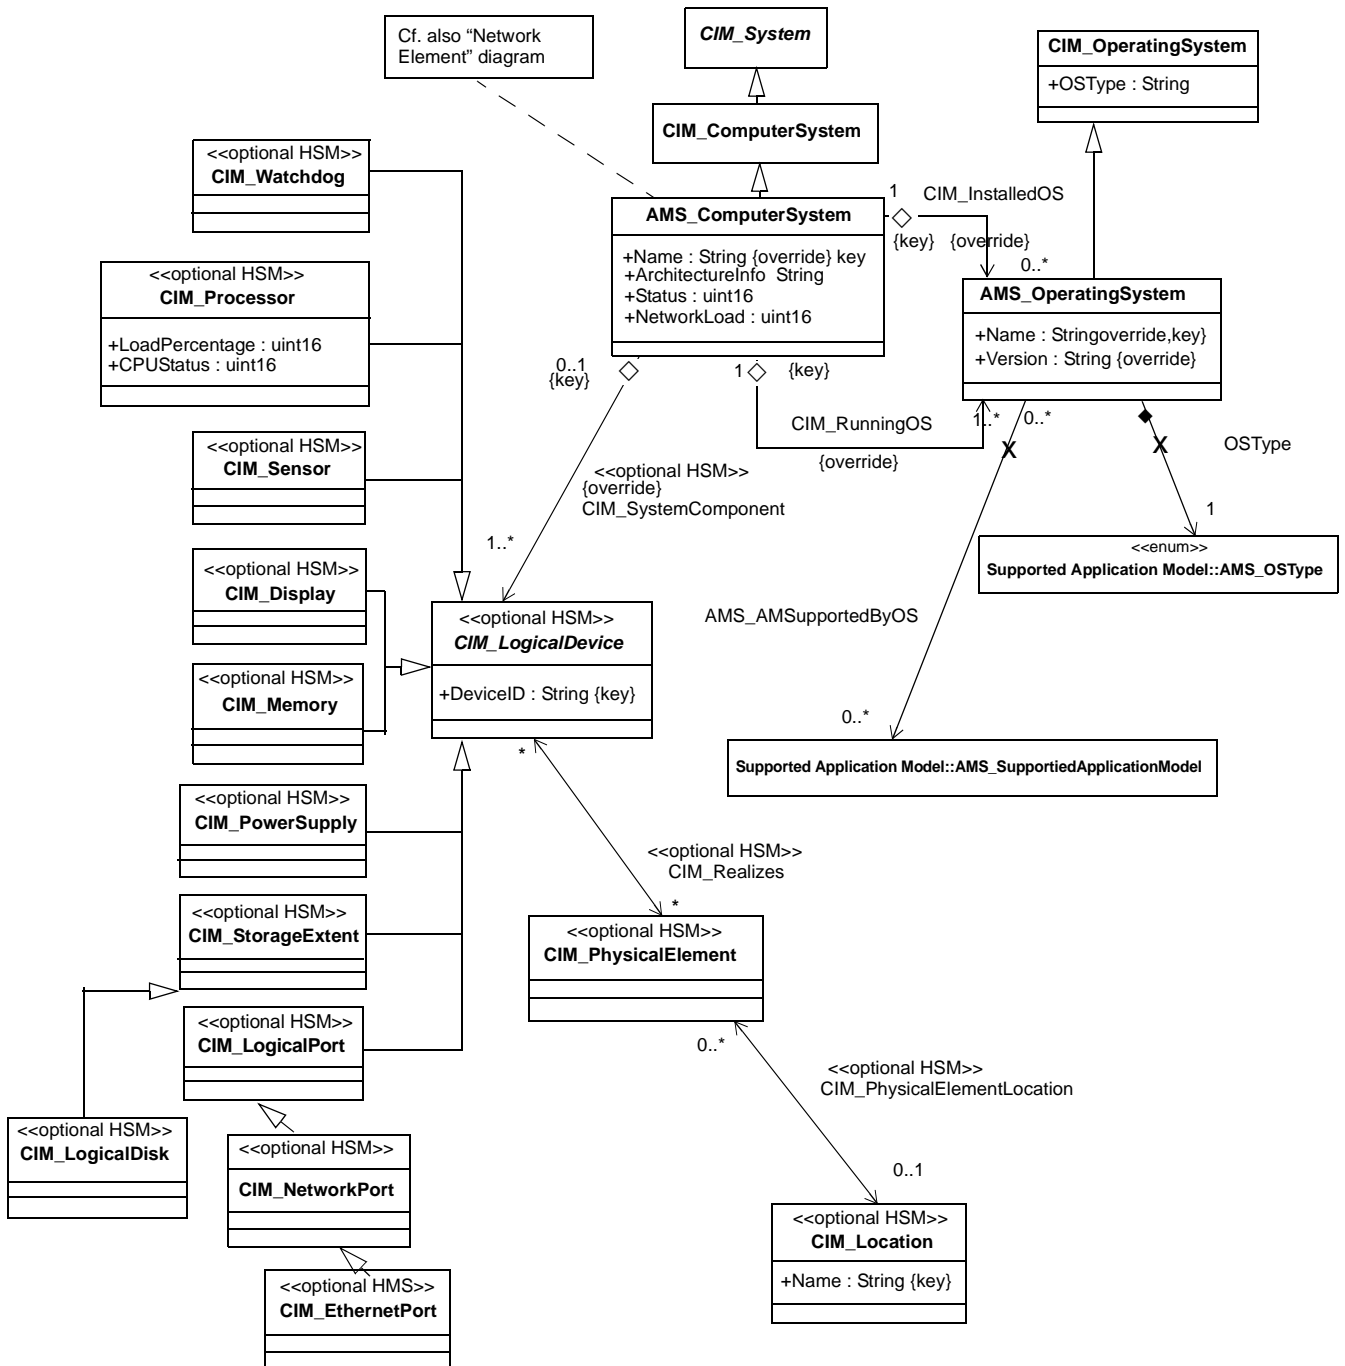 Cf. also “Network
Element” diagram
CIM_System
CIM_OperatingSystem
+OSType : String
CIM_ComputerSystem
<<optional HSM>>
CIM_Watchdog
AMS_ComputerSystem
+Name : String {override} key
+ArchitectureInfo  String
+Status : uint16
+NetworkLoad : uint16
1
CIM_InstalledOS
{key}
{override}
0..*
<<optional HSM>>
CIM_Processor
+LoadPercentage : uint16
+CPUStatus : uint16
AMS_OperatingSystem
+Name : Stringoverride,key}
+Version : String {override}
0..1
{key}
1
{key}
CIM_RunningOS
{override}
1..*
0..*
X
X
OSType
1
<<optional HSM>>
CIM_Sensor
<<optional HSM>>
{override}
CIM_SystemComponent
1..*
<<enum>>
Supported Application Model::AMS_OSType
<<optional HSM>>
CIM_Display
<<optional HSM>>
CIM_LogicalDevice
+DeviceID : String {key}
AMS_AMSupportedByOS
<<optional HSM>>
CIM_Memory
0..*
*
Supported Application Model::AMS_SupportiedApplicationModel
<<optional HSM>>
CIM_PowerSupply
<<optional HSM>>
CIM_Realizes
*
<<optional HSM>>
CIM_StorageExtent
<<optional HSM>>
CIM_PhysicalElement
<<optional HSM>>
CIM_LogicalPort
0..*
<<optional HSM>>
CIM_PhysicalElementLocation
<<optional HSM>>
CIM_LogicalDisk
<<optional HSM>>
CIM_NetworkPort
0..1
<<optional HSM>>
CIM_Location
+Name : String {key}
<<optional HMS>>
CIM_EthernetPort